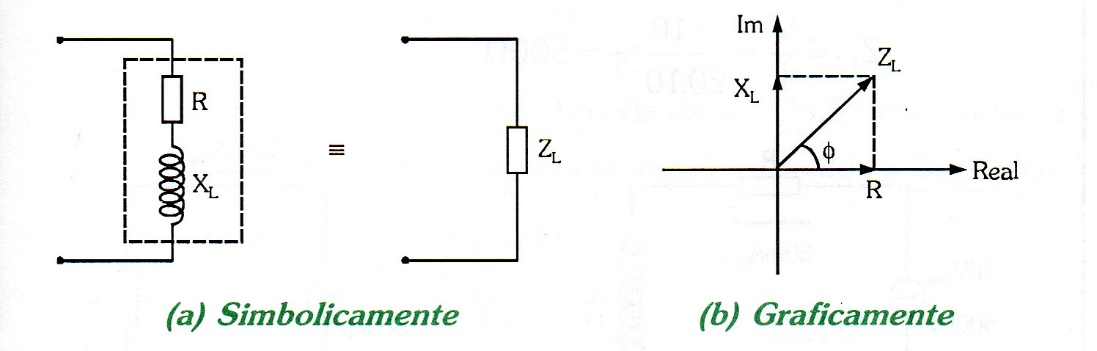 R
X_L
≡
Z_L
Im
X_L
Z_L
ϕ
R
Real
(a) Simbolicamente
(b) Graficamente